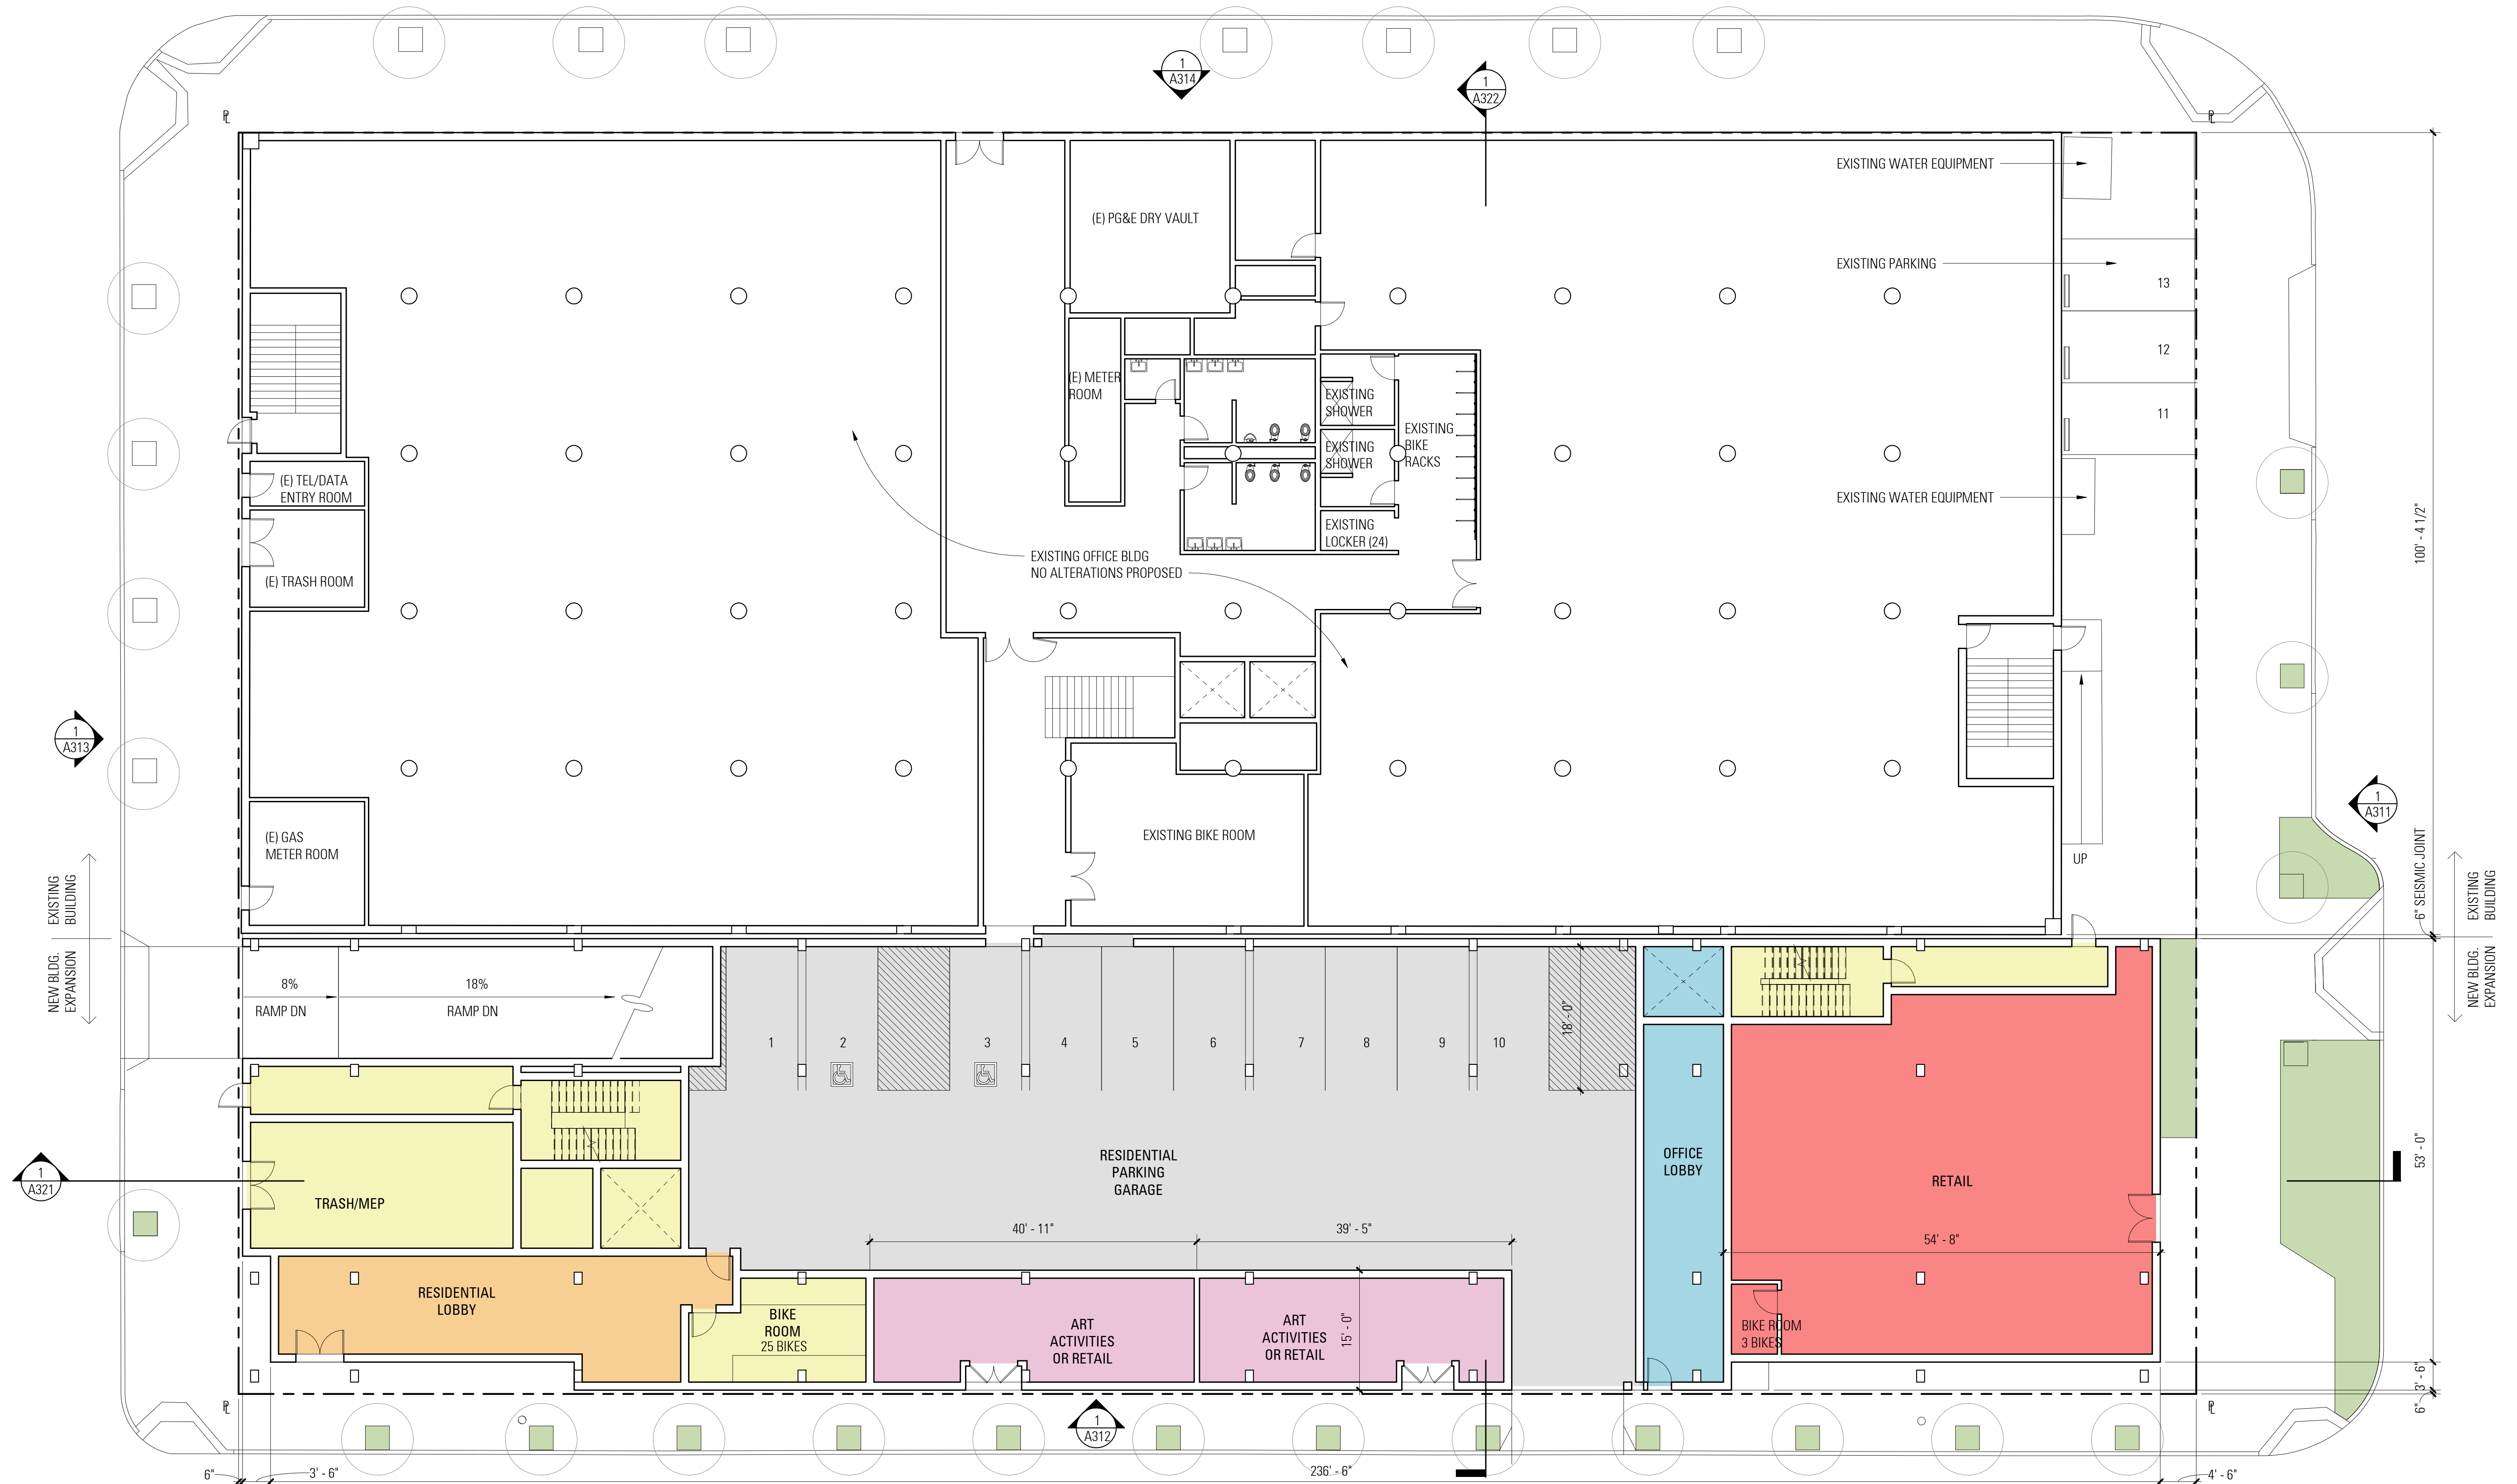 1
A314
1
A322
PL
PL
EXISTING WATER EQUIPMENT
(E) PG&E DRY VAULT
EXISTING PARKING
13
12
11
(E) METER
ROOM
EXISTING
SHOWER
EXISTING
SHOWER
EXISTING
BIKE
RACKS
EXISTING
LOCKER (24)
(E) TEL/DATA
ENTRY ROOM
EXISTING WATER EQUIPMENT
100' - 4 1/2"
EXISTING OFFICE BLDG
NO ALTERATIONS PROPOSED
(E) TRASH ROOM
1
A313
1
A311
(E) GAS
METER ROOM
EXISTING BIKE ROOM
UP
6" SEISMIC JOINT
EXISTING
BUILDING
EXISTING
BUILDING
NEW BLDG.
EXPANSION
NEW BLDG.
EXPANSION
8%
RAMP DN
18%
RAMP DN
1
2
3
4
5
6
7
8
9
10
18' - 0"
1
A321
TRASH/MEP
RESIDENTIAL
PARKING
GARAGE
OFFICE
LOBBY
RETAIL
53' - 0"
40' - 11"
39' - 5"
54' - 8"
RESIDENTIAL
LOBBY
BIKE
ROOM
25 BIKES
ART
ACTIVITIES
OR RETAIL
ART
ACTIVITIES
OR RETAIL
15' - 0"
BIKE ROOM
3 BIKES
3' - 6"
6"
PL
PL
1
A312
6"
3' - 6"
236' - 6"
4' - 6"